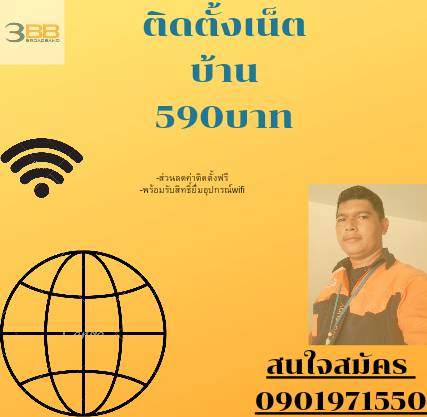 3BB
BROADBAND
ติดตั้งเน็ต
บ้าน
590บาท
-ส่วนลดค่าติดตั้งฟรี
-พร้อมรับสิทธิ์ยืมอุปกรณ์wifi
สนใจสมัคร
0901971550